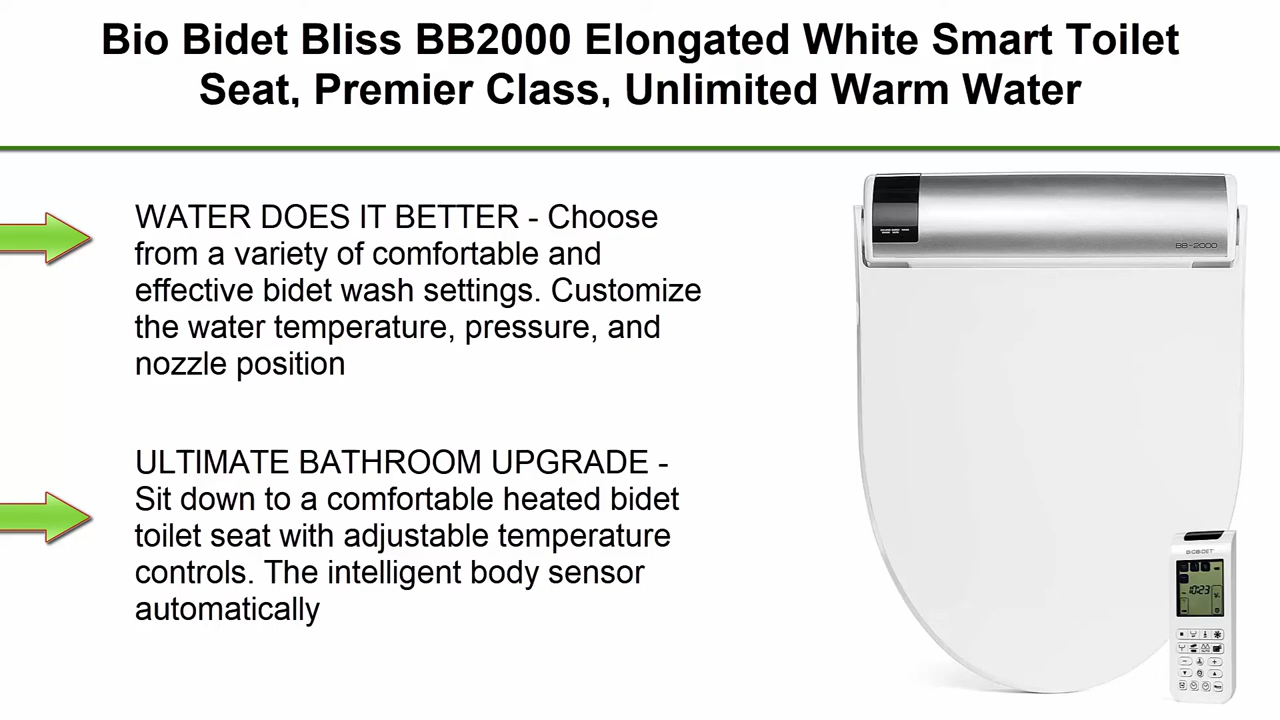 Bio Bidet Bliss BB2000 Elongated White Smart Toilet
Seat, Premier Class, Unlimited Warm Water
WATER DOES IT BETTER - Choose
from a variety of comfortable and
effective bidet wash settings. Customize
the water temperature, pressure, and
nozzle position
ULTIMATE BATHROOM UPGRADE -
Sit down to a comfortable heated bidet
toilet seat with adjustable temperature
controls. The intelligent body sensor
automatically
BB-2000
BIOBIDET
10:23